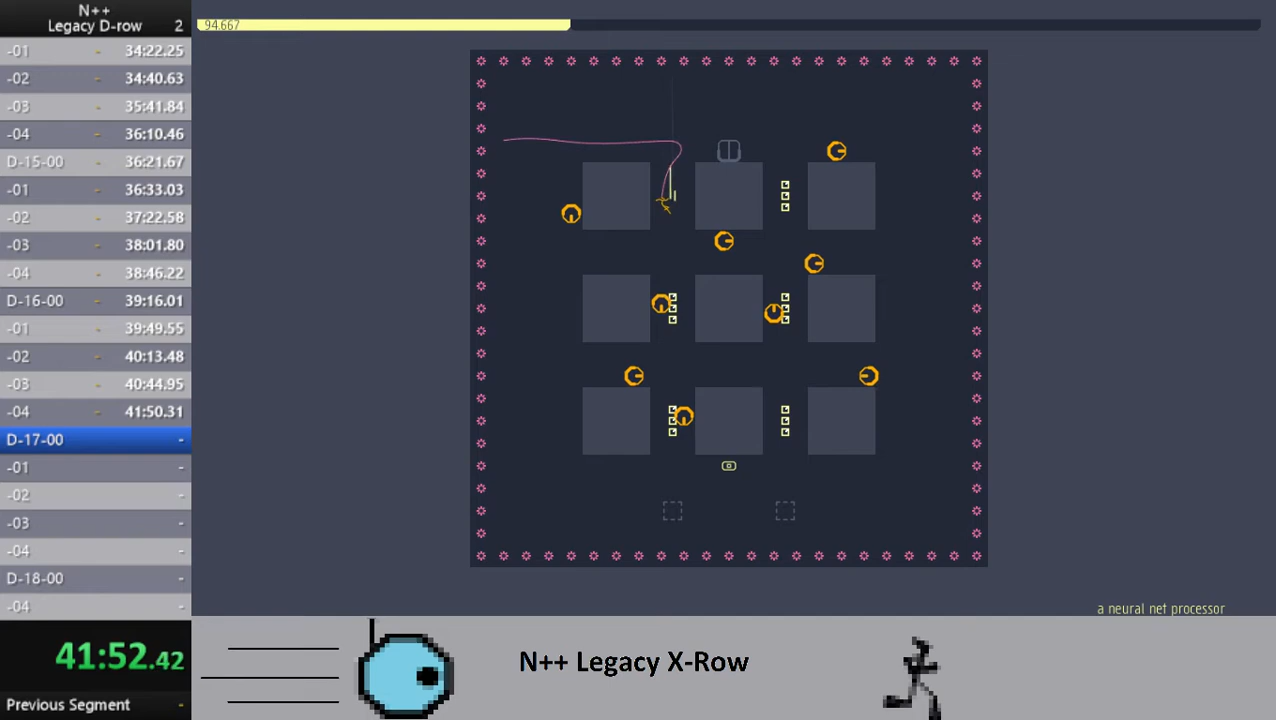 N++
Legacy D-row 2
-01 - 34:22.25
-02 - 34:40.63
-03 - 35:41.84
-04 - 36:10.46
D-15-00 - 36:21.67
-01 - 36:33.03
-02 - 37:22.58
-03 - 38:01.80
-04 - 38:46.22
D-16-00 - 39:16.01
-01 - 39:49.55
-02 - 40:13.48
-03 - 40:44.95
-04 - 41:50.31
D-17-00 -
-01 -
-02 -
-03 -
-04 -
D-18-00 -
-04 -
41:52.42
Previous Segment -
94.667
a neural net processor
N++ Legacy X-Row